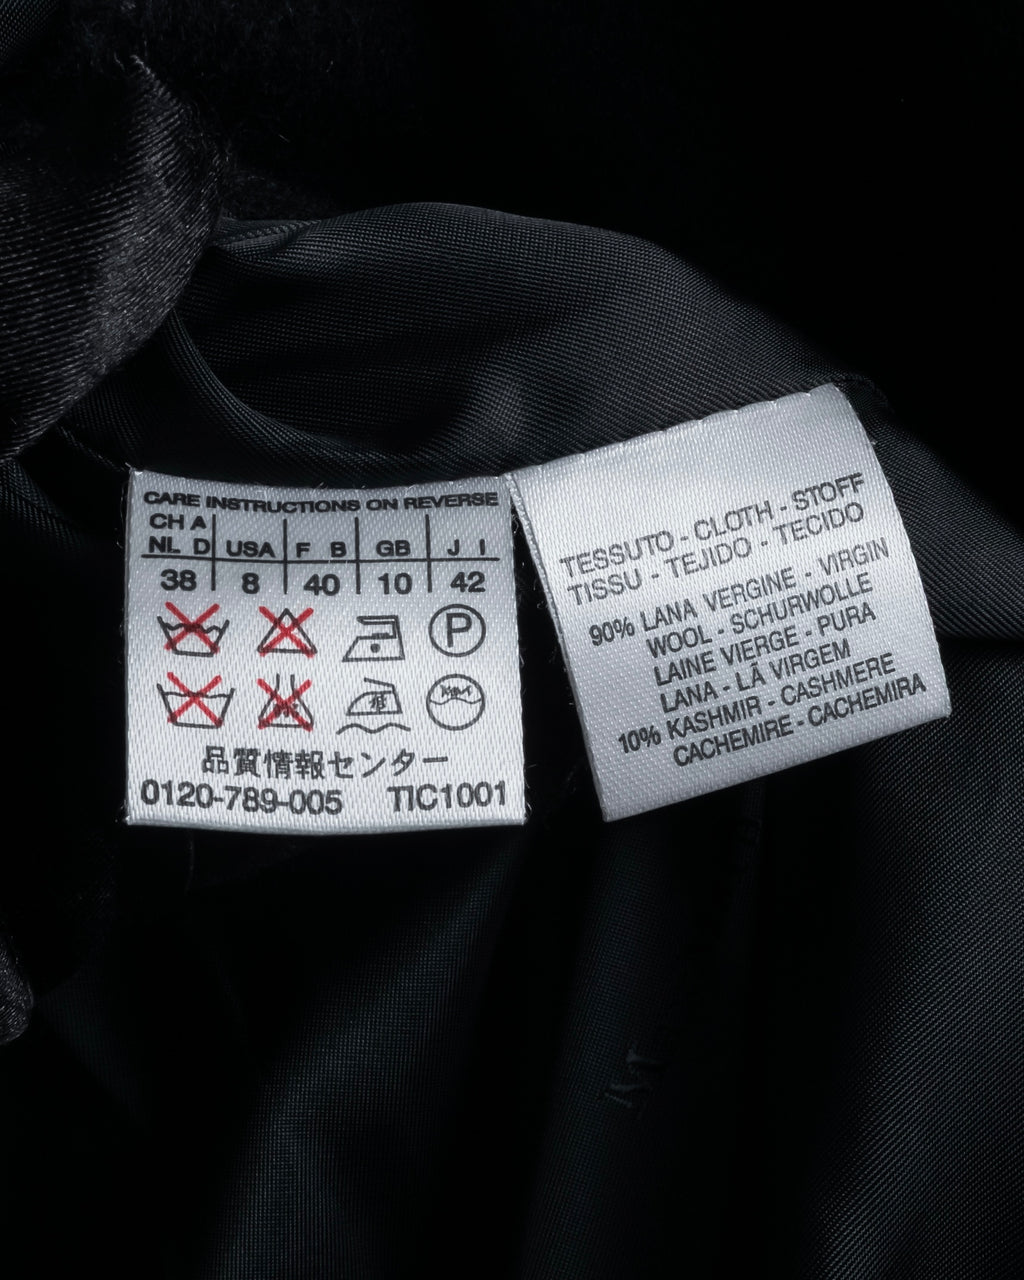 CARE INSTRUCTIONS ON REVERSE
CH A
NL D USA F B GB J I
38 8 40 10 42
P
品質情報センター
0120-789-005 TIC1001
TESSUTO - CLOTH - STOFF
TISSU - TEJIDO - TECIDO
90% LANA VERGINE - VIRGIN
WOOL - SCHURWOLLE
LAINE VIERGE - PURA
LANA - LÃ VIRGEM
10% KASHMIR - CASHMERE
CACHEMIRE - CACHEMIRA